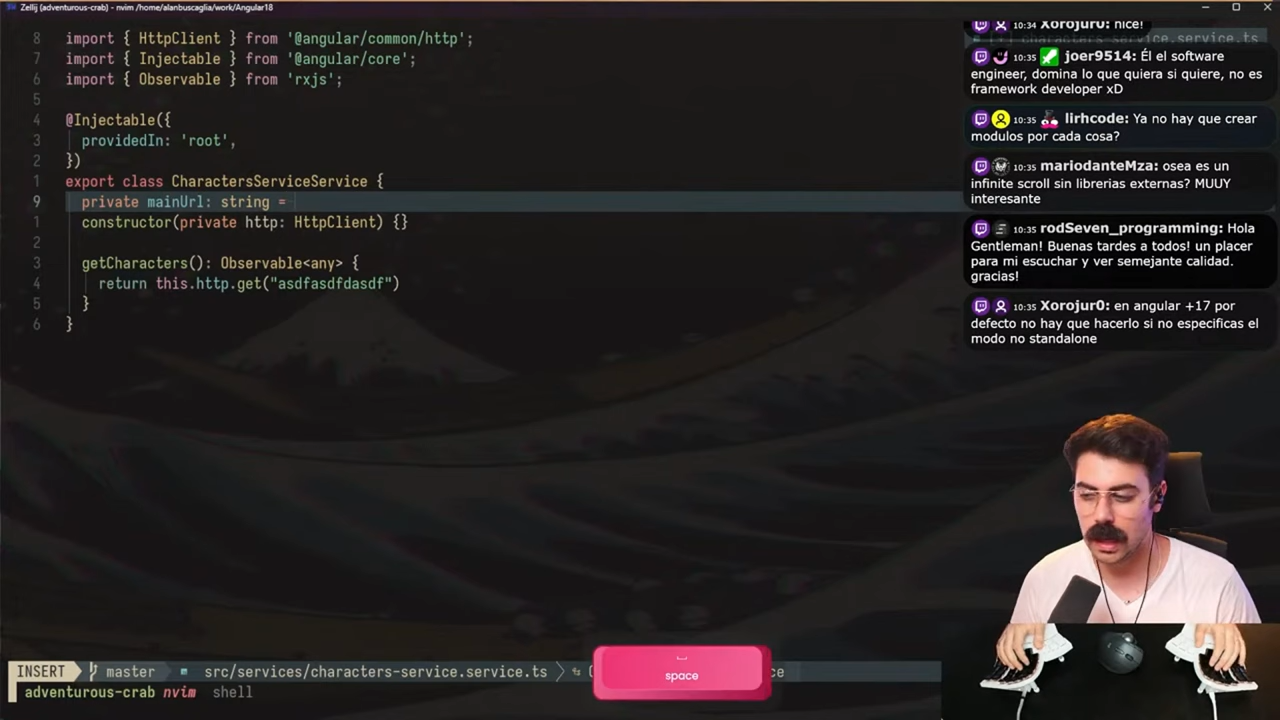 Zellij (adventurous-crab) - nvim /home/alanbuscaglia/work/Angular18
8 import { HttpClient } from '@angular/common/http';
7 import { Injectable } from '@angular/core';
6 import { Observable } from 'rxjs';
5
4 @Injectable({
3 providedIn: 'root',
2 })
1 export class CharactersServiceService {
9 private mainUrl: string =
1 constructor(private http: HttpClient) {}
2
3 getCharacters(): Observable<any> {
4 return this.http.get("asdfasdfdasdf")
5 }
6 }
10:34 Xorojur0: nice!
characters-service.service.ts
10:35 joer9514: Él el software
engineer, domina lo que quiera si quiere, no es
framework developer xD
10:35 lirhcode: Ya no hay que crear
modulos por cada cosa?
10:35 mariodanteMza: osea es un
infinite scroll sin librerias externas? MUUY
interesante
10:35 rodSeven_programming: Hola
Gentleman! Buenas tardes a todos! un placer
para mi escuchar y ver semejante calidad.
gracias!
10:35 Xorojur0: en angular +17 por
defecto no hay que hacerlo si no especificas el
modo no standalone
space
INSERT master src/services/characters-service.service.ts
adventurous-crab nvim shell